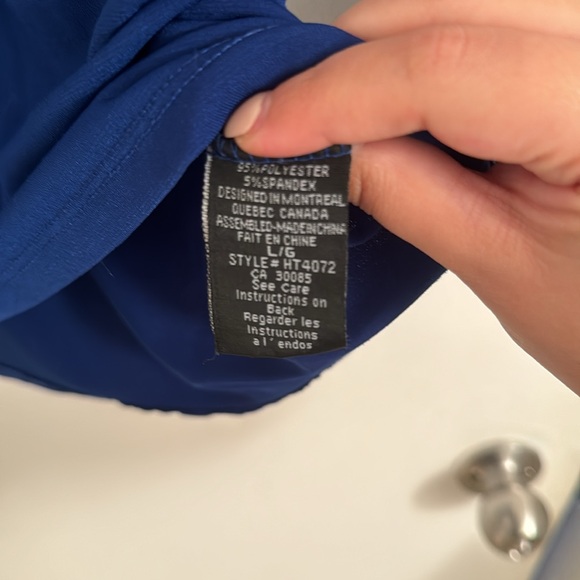 95%POLYESTER
5%SPANDEX
DESIGNED IN MONTREAL
QUEBEC CANADA
ASSEMBLED-MADE IN CHINA
FAIT EN CHINE
L/G
STYLE# HT4072
CA 30085
See Care
Instructions on
Back
Regarder les
Instructions
a l'endos